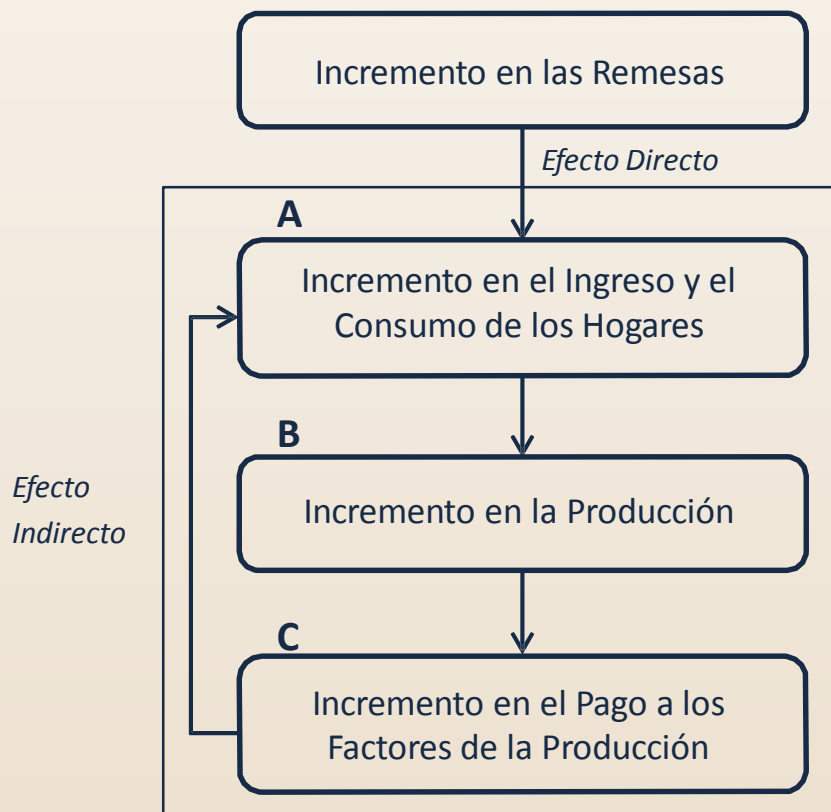 Incremento en las Remesas
Efecto Directo
A
Incremento en el Ingreso y el
Consumo de los Hogares
B
Incremento en la Producción
Efecto
Indirecto
C
Incremento en el Pago a los
Factores de la Producción